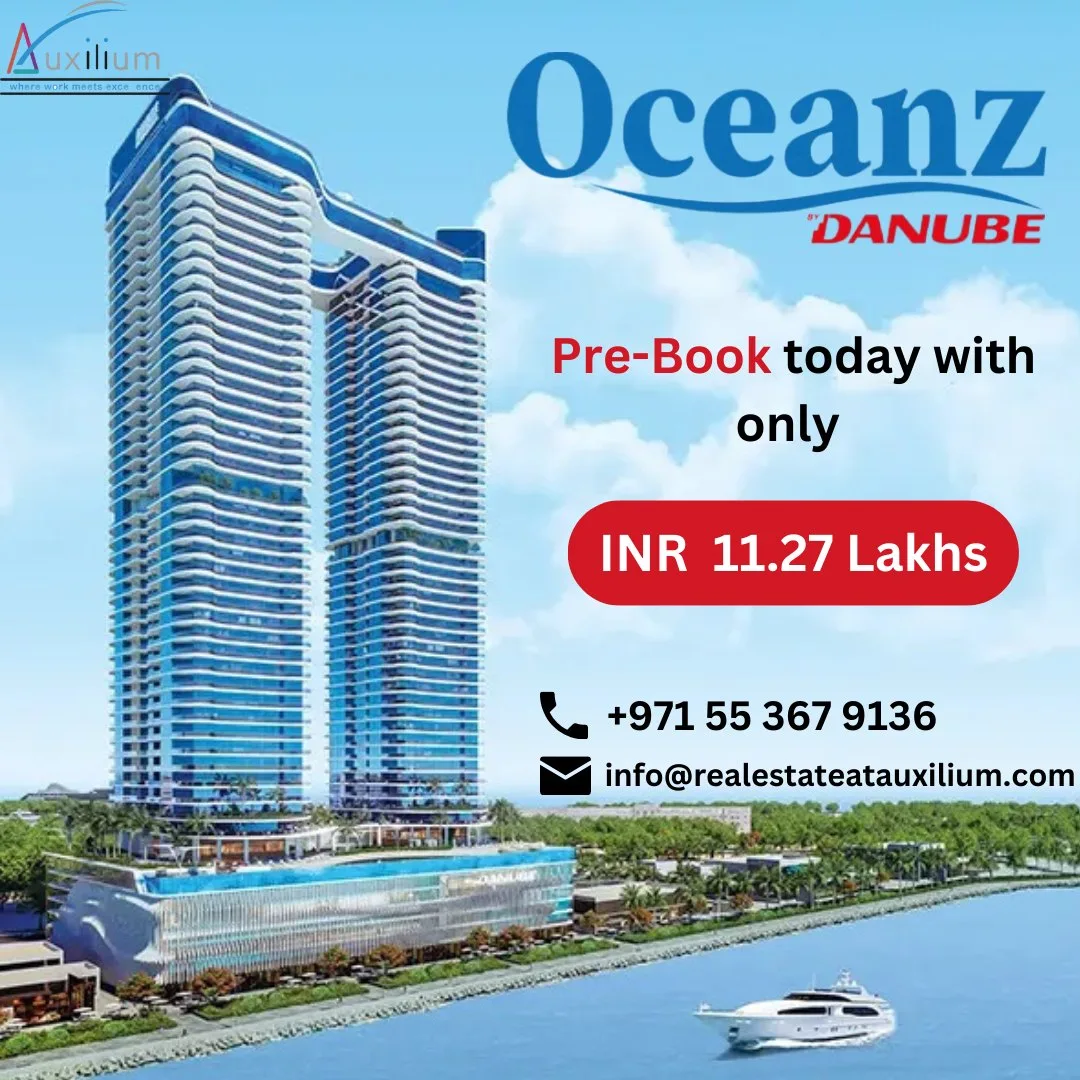 Auxilium
where work meets exce ence
Oceanz
BY DANUBE
Pre-Book today with
only
INR 11.27 Lakhs
+971 55 367 9136
info@realestateatauxilium.com
DANUBE